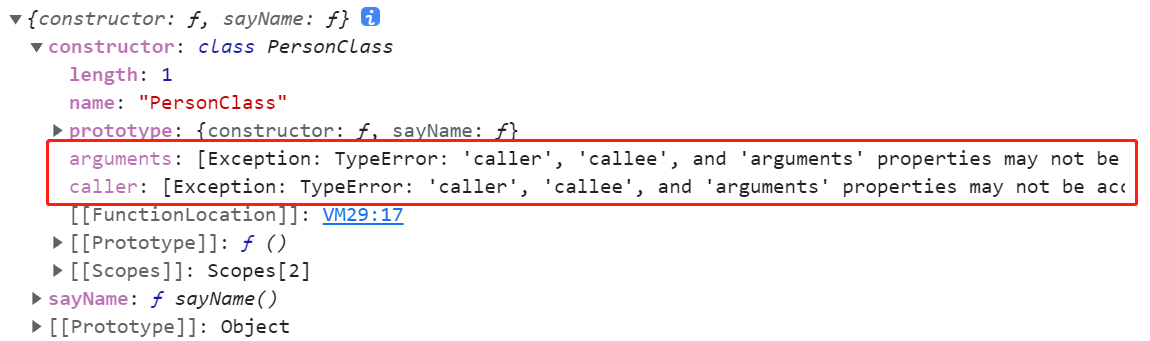 {constructor: ƒ, sayName: ƒ} i
constructor: class PersonClass
length: 1
name: "PersonClass"
prototype: {constructor: ƒ, sayName: ƒ}
arguments: [Exception: TypeError: 'caller', 'callee', and 'arguments' properties may not be
caller: [Exception: TypeError: 'caller', 'callee', and 'arguments' properties may not be acc
[[FunctionLocation]]: VM29:17
[[Prototype]]: ƒ ()
[[Scopes]]: Scopes[2]
sayName: ƒ sayName()
[[Prototype]]: Object